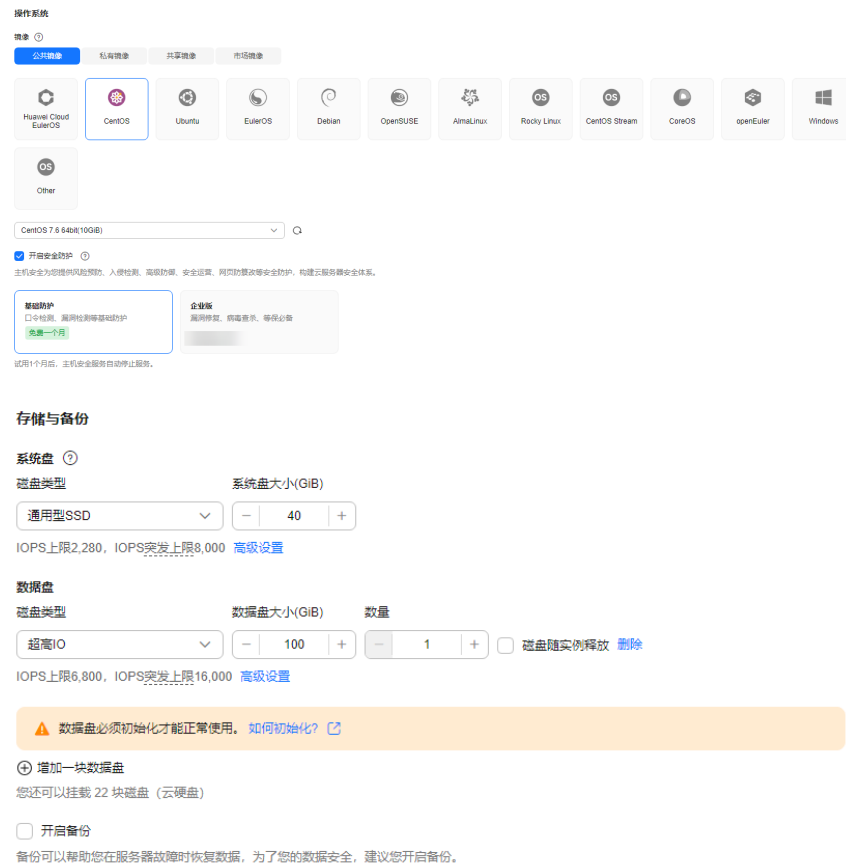 操作系统
镜像
公共镜像 私有镜像 共享镜像 市场镜像
Huawei Cloud EulerOS CentOS Ubuntu EulerOS Debian OpenSUSE AlmaLinux Rocky Linux CentOS Stream CoreOS openEuler Windows
Other
CentOS 7.6 64bit(10GiB)
开启安全防护
主机安全为您提供风险预防、入侵检测、高级防御、安全运营、网页防篡改等安全防护，构建云服务器安全体系。
基础防护 企业版
口令检测、漏洞检测等基础防护 漏洞修复、病毒查杀、等保必备
免费一个月
试用1个月后，主机安全服务自动停止服务。
存储与备份
系统盘
磁盘类型 系统盘大小(GiB)
通用型SSD − 40 +
IOPS上限2,280，IOPS突发上限8,000 高级设置
数据盘
磁盘类型 数据盘大小(GiB) 数量
超高IO − 100 + − 1 + 磁盘随实例释放 删除
IOPS上限6,800，IOPS突发上限16,000 高级设置
数据盘必须初始化才能正常使用。 如何初始化?
增加一块数据盘
您还可以挂载 22 块磁盘（云硬盘）
开启备份
备份可以帮助您在服务器故障时恢复数据，为了您的数据安全，建议您开启备份。